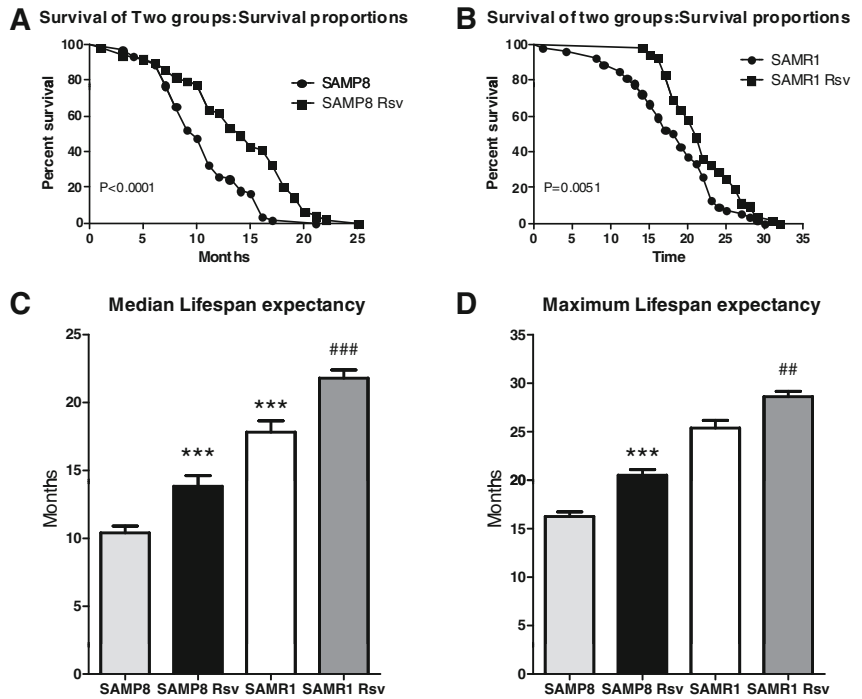 A Survival of Two groups:Survival proportions
Percent survival
100
80
60
40
20
0
SAMP8
SAMP8 Rsv
P<0.0001
0 5 10 15 20 25
Months
B Survival of two groups:Survival proportions
Percent survival
100
80
60
40
20
0
SAMR1
SAMR1 Rsv
P=0.0051
0 5 10 15 20 25 30 35
Time
C Median Lifespan expectancy
Months
25
20
15
10
5
0
***
***
###
SAMP8 SAMP8 Rsv SAMR1 SAMR1 Rsv
D Maximum Lifespan expectancy
Months
35
30
25
20
15
10
5
0
***
##
SAMP8 SAMP8 Rsv SAMR1 SAMR1 Rsv